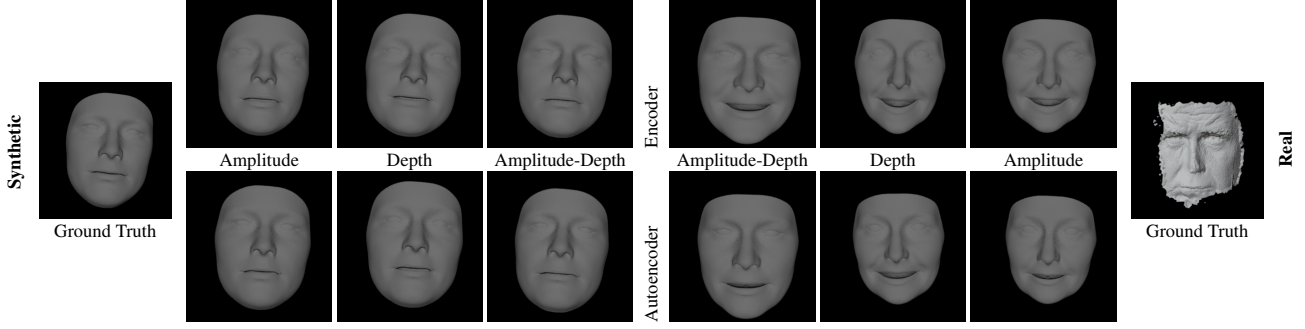 Synthetic
Ground Truth
Amplitude
Depth
Amplitude-Depth
Encoder
Autoencoder
Amplitude-Depth
Depth
Amplitude
Ground Truth
Real